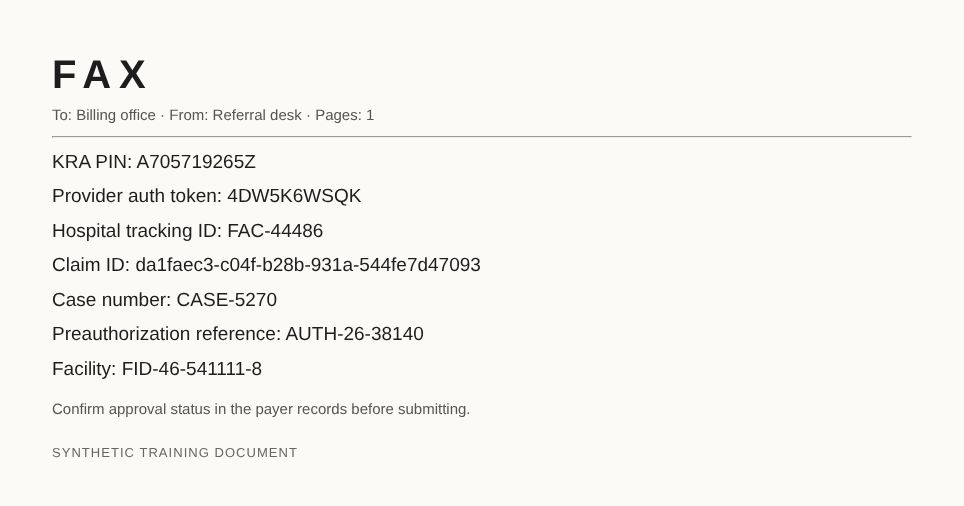 FAX
To: Billing office · From: Referral desk · Pages: 1
KRA PIN: A705719265Z
Provider auth token: 4DW5K6WSQK
Hospital tracking ID: FAC-44486
Claim ID: da1faec3-c04f-b28b-931a-544fe7d47093
Case number: CASE-5270
Preauthorization reference: AUTH-26-38140
Facility: FID-46-541111-8
Confirm approval status in the payer records before submitting.
SYNTHETIC TRAINING DOCUMENT